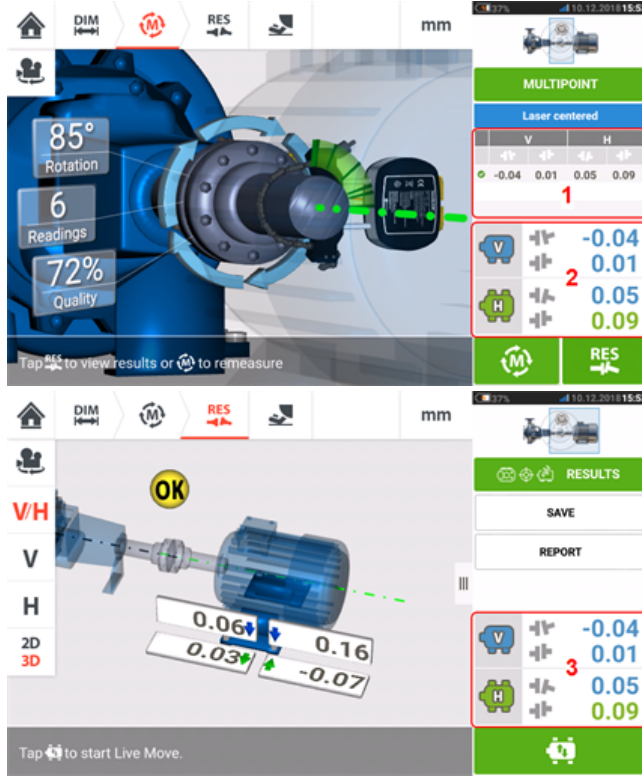 DIM
M
RES
mm
37%
10.12.2018 15:5
MULTIPOINT
Laser centered
V H
-0.04 0.01 0.05 0.09
1
85°
Rotation
6
Readings
72%
Quality
V
-0.04
0.01
2
H
0.05
0.09
Tap RES to view results or M to remeasure
M
RES
DIM
M
RES
mm
37%
10.12.2018 15:5
RESULTS
SAVE
REPORT
OK
V/H
V
H
2D
3D
0.06
0.16
0.03
-0.07
V
-0.04
0.01
3
H
0.05
0.09
Tap to start Live Move.